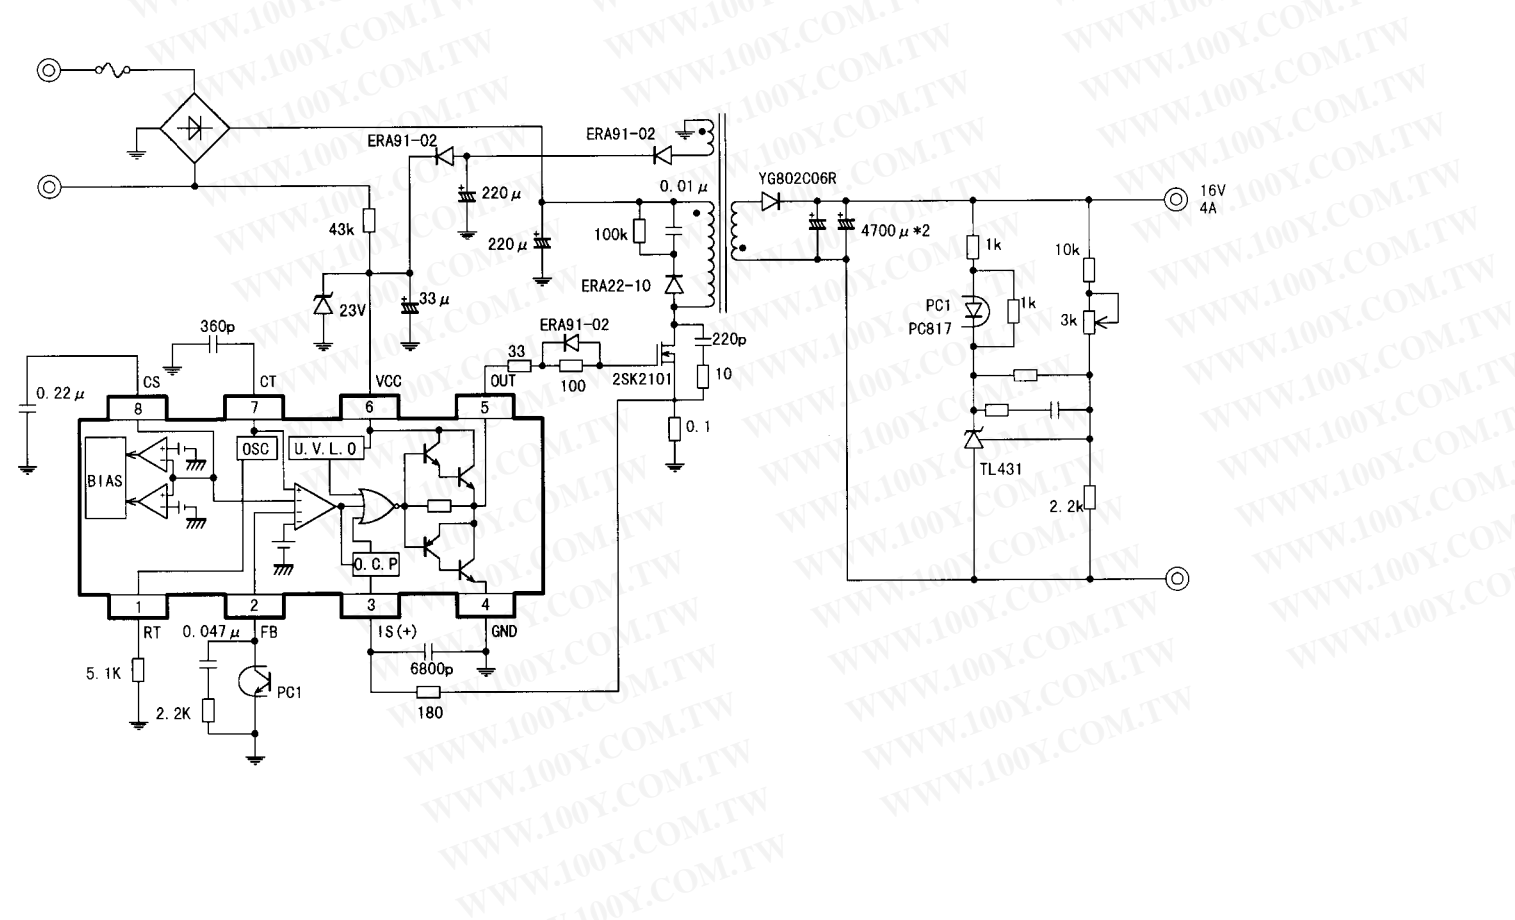 ERA91-02
ERA91-02
YG802C06R
0.01μ
16V
4A
220μ
43k
220μ
100k
4700μ*2
1k
10k
ERA22-10
33μ
23V
PC1
PC817
1k
3k
360p
ERA91-02
220p
33
100
2SK2101
10
0.22μ
CS
CT
VCC
OUT
8
7
6
5
0.1
OSC
U.V.L.O
BIAS
TL431
2.2k
O.C.P
1
2
3
4
RT
0.047μ
FB
IS(+)
GND
5.1K
6800p
PC1
2.2K
180
WWW.100Y.COM.TW